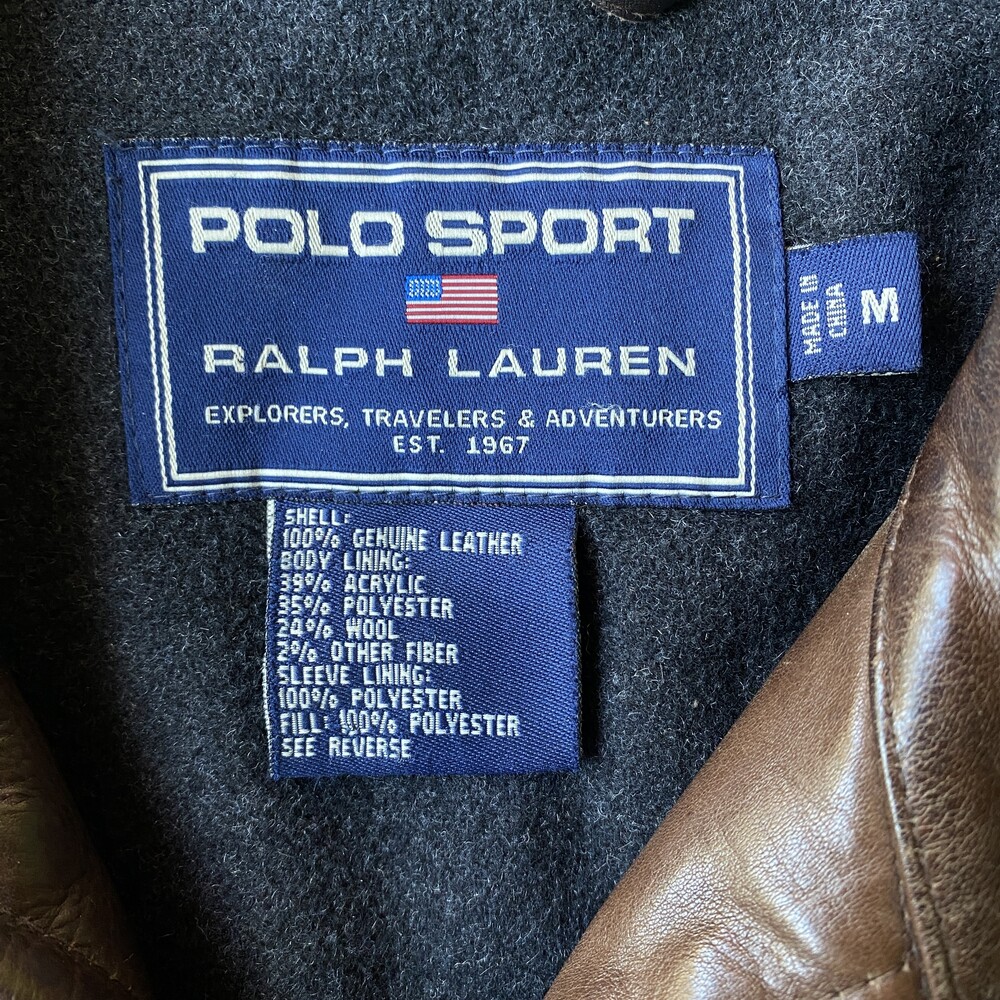 POLO SPORT
RALPH LAUREN
EXPLORERS, TRAVELERS & ADVENTURERS
EST. 1967
MADE IN
CHINA
M
SHELL:
100% GENUINE LEATHER
BODY LINING:
39% ACRYLIC
35% POLYESTER
24% WOOL
2% OTHER FIBER
SLEEVE LINING:
100% POLYESTER
FILL: 100% POLYESTER
SEE REVERSE